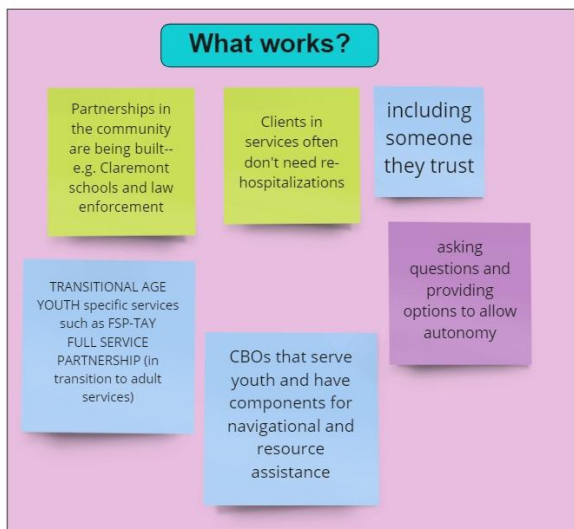 What works?
Partnerships in
the community
are being built--
e.g. Claremont
schools and law
enforcement
Clients in
services often
don't need re-
hospitalizations
including
someone
they trust
asking
questions and
providing
options to allow
autonomy
TRANSITIONAL AGE
YOUTH specific services
such as FSP-TAY
FULL SERVICE
PARTNERSHIP (in
transition to adult
services)
CBOs that serve
youth and have
components for
navigational and
resource
assistance